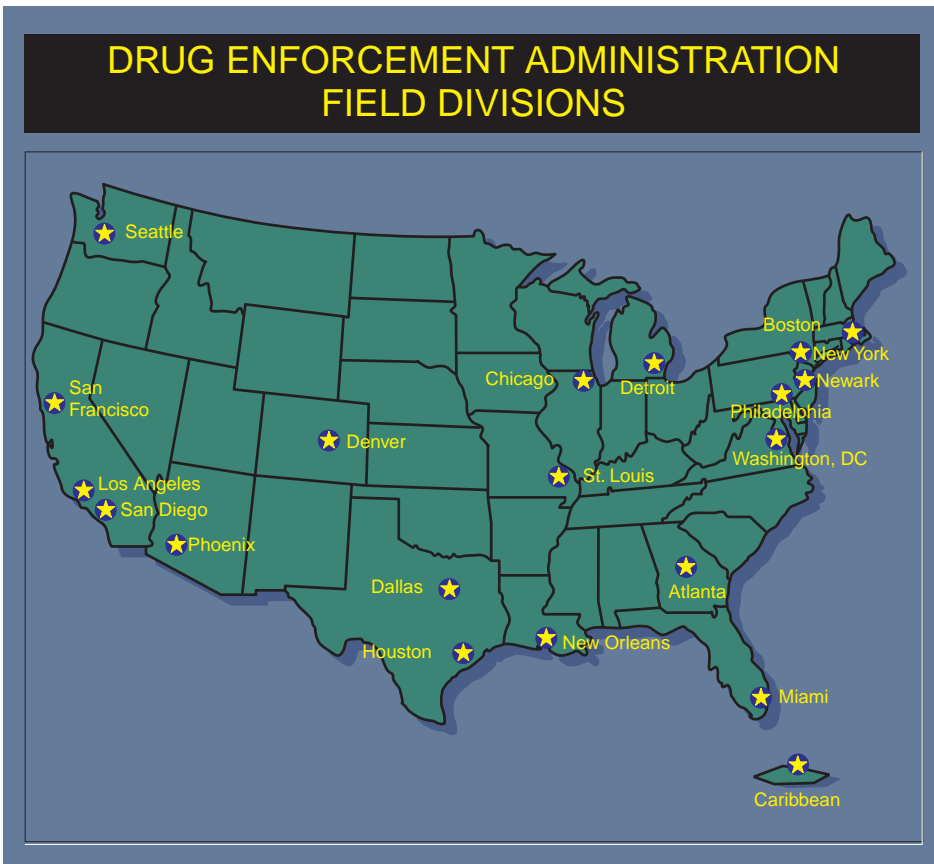 DRUG ENFORCEMENT ADMINISTRATION
FIELD DIVISIONS
Seattle
Boston
New York
Chicago
Detroit
Newark
San
Francisco
Philadelphia
Denver
Washington, DC
St. Louis
Los Angeles
San Diego
Phoenix
Dallas
Atlanta
New Orleans
Houston
Miami
Caribbean